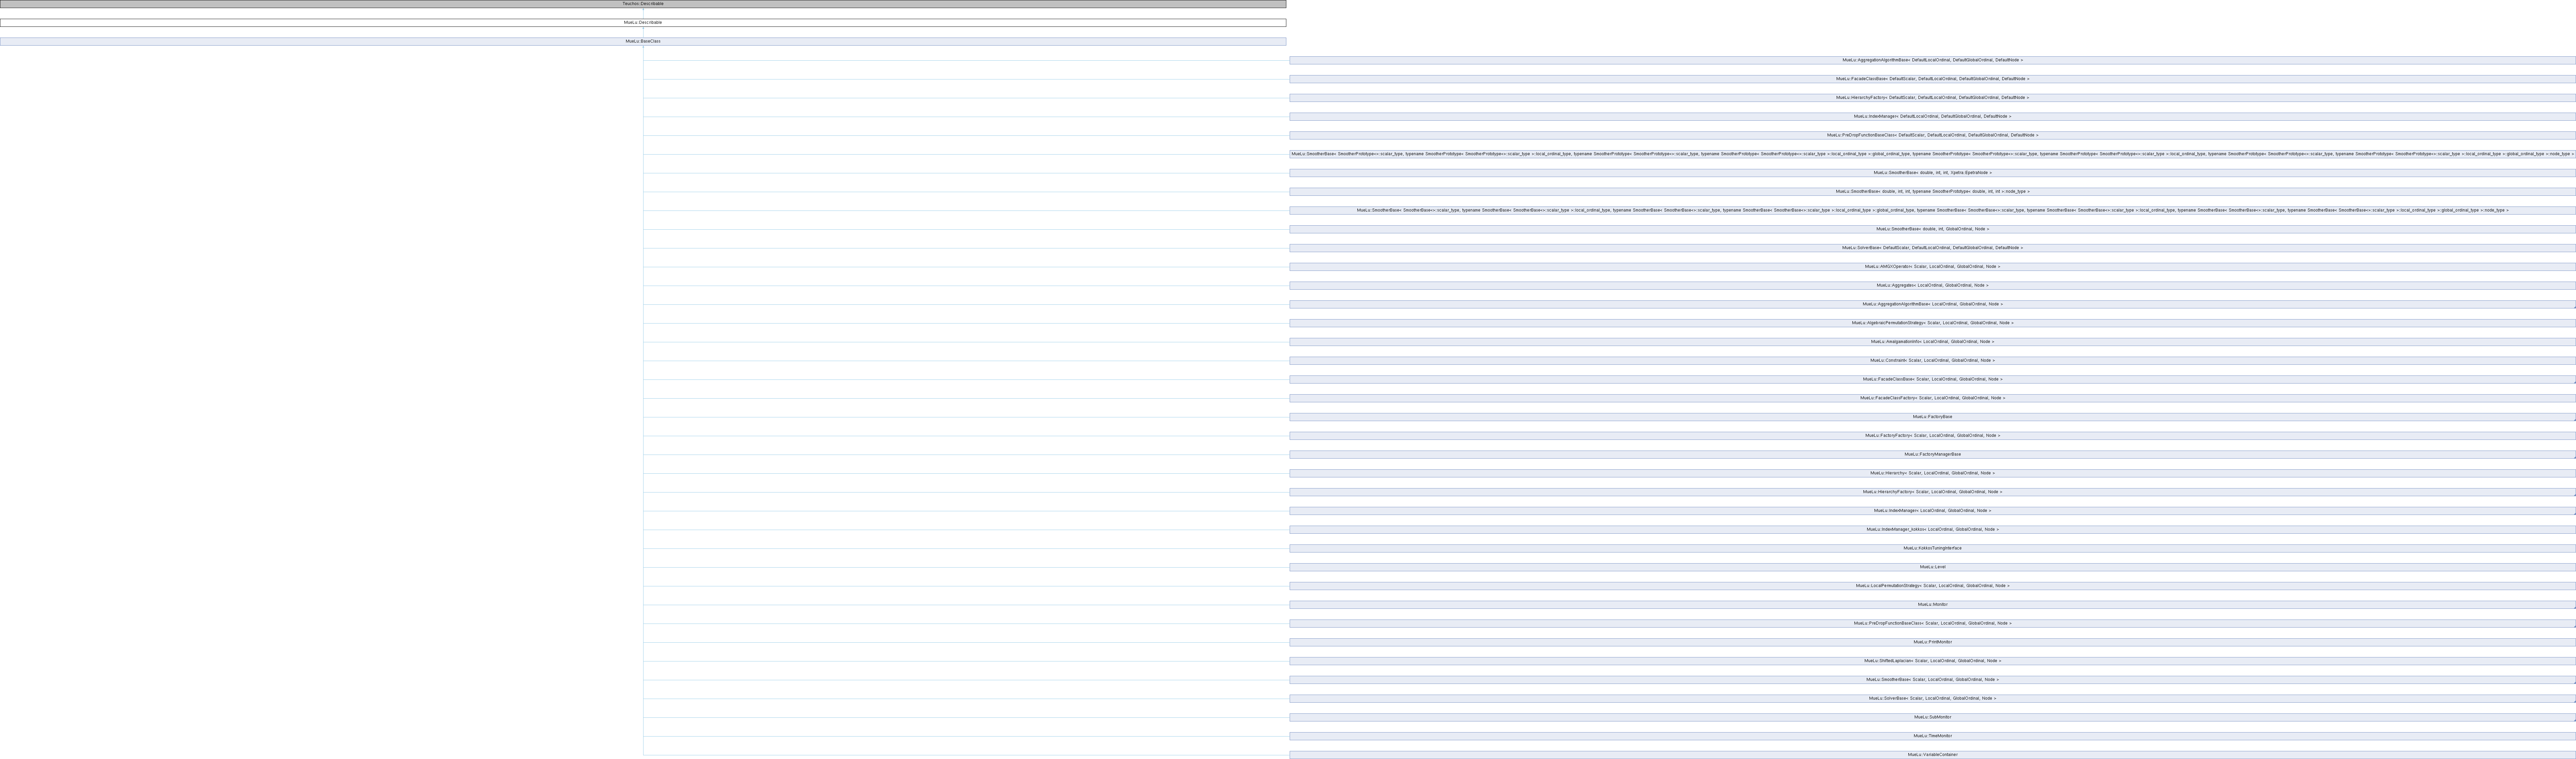 Teuchos::Describable
MueLu::Describable
MueLu::BaseClass
MueLu::AggregationAlgorithmBase< DefaultLocalOrdinal, DefaultGlobalOrdinal, DefaultNode >
MueLu::FacadeClassBase< DefaultScalar, DefaultLocalOrdinal, DefaultGlobalOrdinal, DefaultNode >
MueLu::HierarchyFactory< DefaultScalar, DefaultLocalOrdinal, DefaultGlobalOrdinal, DefaultNode >
MueLu::IndexManager< DefaultLocalOrdinal, DefaultGlobalOrdinal, DefaultNode >
MueLu::PreDropFunctionBaseClass< DefaultScalar, DefaultLocalOrdinal, DefaultGlobalOrdinal, DefaultNode >
MueLu::SmootherBase< SmootherPrototype<>::scalar_type, typename SmootherPrototype< SmootherPrototype<>::scalar_type >::local_ordinal_type, typename SmootherPrototype< SmootherPrototype<>::scalar_type, typename SmootherPrototype< SmootherPrototype<>::scalar_type >::local_ordinal_type >::global_ordinal_type, typename SmootherPrototype< SmootherPrototype<>::scalar_type, typename SmootherPrototype< SmootherPrototype<>::scalar_type >::local_ordinal_type, typename SmootherPrototype< SmootherPrototype<>::scalar_type, typename SmootherPrototype< SmootherPrototype<>::scalar_type >::local_ordinal_type >::global_ordinal_type >::node_type >
MueLu::SmootherBase< double, int, int, Xpetra::EpetraNode >
MueLu::SmootherBase< double, int, int, typename SmootherPrototype< double, int, int >::node_type >
MueLu::SmootherBase< SmootherBase<>::scalar_type, typename SmootherBase< SmootherBase<>::scalar_type >::local_ordinal_type, typename SmootherBase< SmootherBase<>::scalar_type, typename SmootherBase< SmootherBase<>::scalar_type >::local_ordinal_type >::global_ordinal_type, typename SmootherBase< SmootherBase<>::scalar_type, typename SmootherBase< SmootherBase<>::scalar_type >::local_ordinal_type, typename SmootherBase< SmootherBase<>::scalar_type, typename SmootherBase< SmootherBase<>::scalar_type >::local_ordinal_type >::global_ordinal_type >::node_type >
MueLu::SmootherBase< double, int, GlobalOrdinal, Node >
MueLu::SolverBase< DefaultScalar, DefaultLocalOrdinal, DefaultGlobalOrdinal, DefaultNode >
MueLu::AMGXOperator< Scalar, LocalOrdinal, GlobalOrdinal, Node >
MueLu::Aggregates< LocalOrdinal, GlobalOrdinal, Node >
MueLu::AggregationAlgorithmBase< LocalOrdinal, GlobalOrdinal, Node >
MueLu::AlgebraicPermutationStrategy< Scalar, LocalOrdinal, GlobalOrdinal, Node >
MueLu::AmalgamationInfo< LocalOrdinal, GlobalOrdinal, Node >
MueLu::Constraint< Scalar, LocalOrdinal, GlobalOrdinal, Node >
MueLu::FacadeClassBase< Scalar, LocalOrdinal, GlobalOrdinal, Node >
MueLu::FacadeClassFactory< Scalar, LocalOrdinal, GlobalOrdinal, Node >
MueLu::FactoryBase
MueLu::FactoryFactory< Scalar, LocalOrdinal, GlobalOrdinal, Node >
MueLu::FactoryManagerBase
MueLu::Hierarchy< Scalar, LocalOrdinal, GlobalOrdinal, Node >
MueLu::HierarchyFactory< Scalar, LocalOrdinal, GlobalOrdinal, Node >
MueLu::IndexManager< LocalOrdinal, GlobalOrdinal, Node >
MueLu::IndexManager_kokkos< LocalOrdinal, GlobalOrdinal, Node >
MueLu::KokkosTuningInterface
MueLu::Level
MueLu::LocalPermutationStrategy< Scalar, LocalOrdinal, GlobalOrdinal, Node >
MueLu::Monitor
MueLu::PreDropFunctionBaseClass< Scalar, LocalOrdinal, GlobalOrdinal, Node >
MueLu::PrintMonitor
MueLu::ShiftedLaplacian< Scalar, LocalOrdinal, GlobalOrdinal, Node >
MueLu::SmootherBase< Scalar, LocalOrdinal, GlobalOrdinal, Node >
MueLu::SolverBase< Scalar, LocalOrdinal, GlobalOrdinal, Node >
MueLu::SubMonitor
MueLu::TimeMonitor
MueLu::VariableContainer